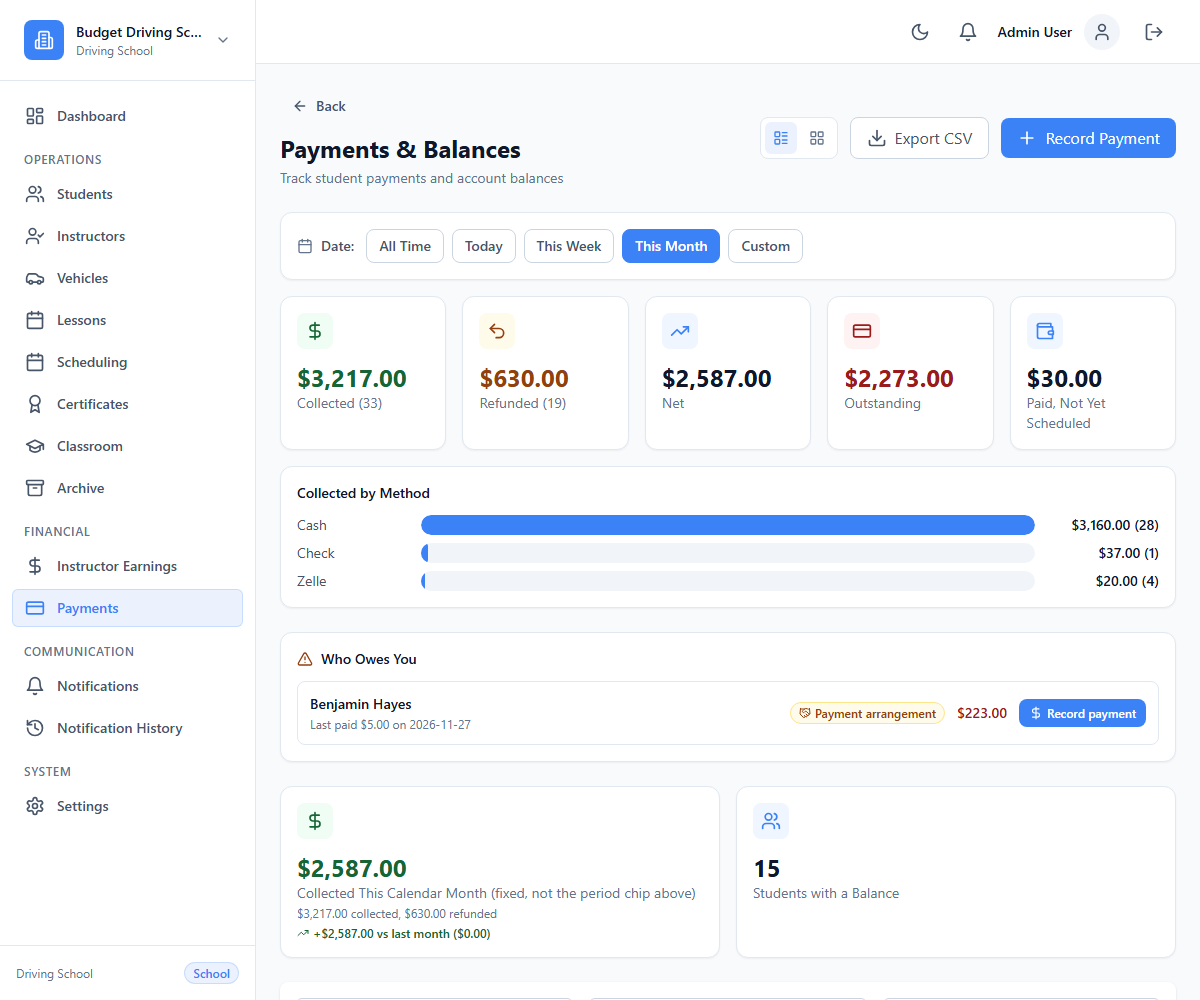 Budget Driving Sc...
Driving School
Admin User
Dashboard
OPERATIONS
Students
Instructors
Vehicles
Lessons
Scheduling
Certificates
Classroom
Archive
FINANCIAL
Instructor Earnings
Payments
COMMUNICATION
Notifications
Notification History
SYSTEM
Settings
Driving School
School
Back
Payments & Balances
Track student payments and account balances
Export CSV
Record Payment
Date:
All Time
Today
This Week
This Month
Custom
$3,217.00
Collected (33)
$630.00
Refunded (19)
$2,587.00
Net
$2,273.00
Outstanding
$30.00
Paid, Not Yet
Scheduled
Collected by Method
Cash
$3,160.00 (28)
Check
$37.00 (1)
Zelle
$20.00 (4)
Who Owes You
Benjamin Hayes
Last paid $5.00 on 2026-11-27
Payment arrangement
$223.00
$ Record payment
$2,587.00
Collected This Calendar Month (fixed, not the period chip above)
$3,217.00 collected, $630.00 refunded
+$2,587.00 vs last month ($0.00)
15
Students with a Balance